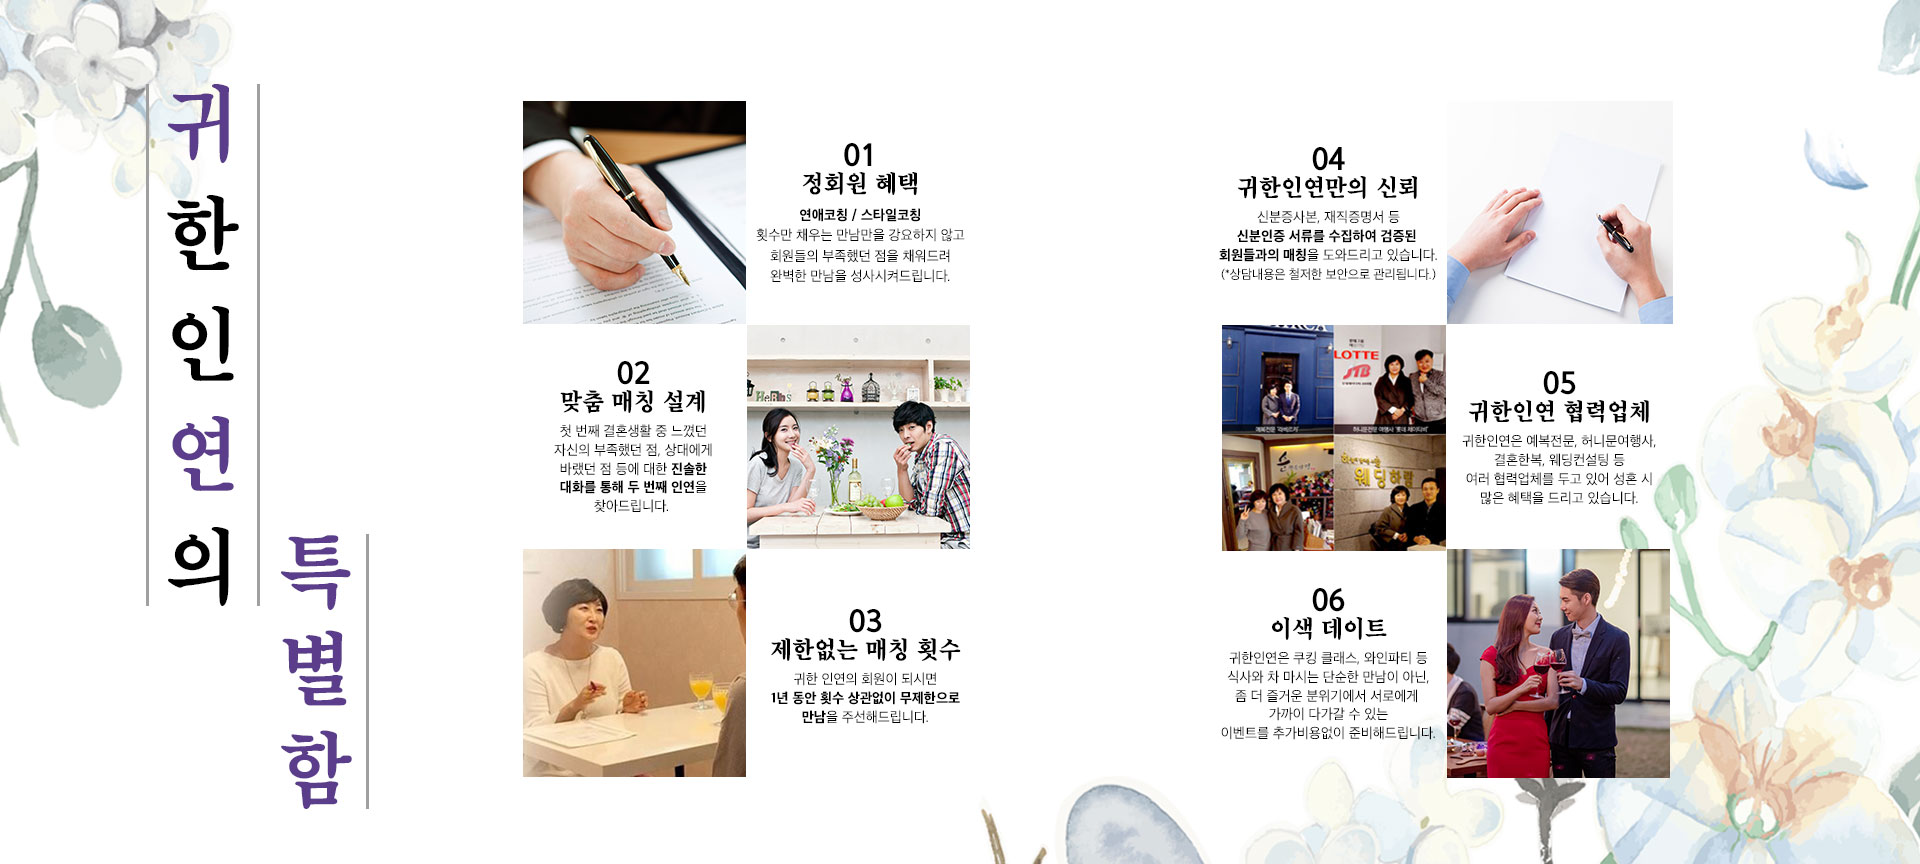 귀한인연의
특별함
01
정회원 혜택
연애코칭 / 스타일코칭
횟수만 채우는 만남만을 강요하지 않고
회원들의 부족했던 점을 채워드려
완벽한 만남을 성사시켜드립니다.
02
맞춤 매칭 설계
첫 번째 결혼생활 중 느꼈던
자신의 부족했던 점, 상대에게
바랬던 점 등에 대한 진솔한
대화를 통해 두 번째 인연을
찾아드립니다.
03
제한없는 매칭 횟수
귀한 인연의 회원이 되시면
1년 동안 횟수 상관없이 무제한으로
만남을 주선해드립니다.
04
귀한인연만의 신뢰
신분증사본, 재직증명서 등
신분인증 서류를 수집하여 검증된
회원들과의 매칭을 도와드리고 있습니다.
(*상담내용은 철저한 보안으로 관리됩니다.)
LOTTE
JTB
웨딩하랑
05
귀한인연 협력업체
귀한인연은 예복전문, 허니문여행사,
결혼한복, 웨딩컨설팅 등
여러 협력업체를 두고 있어 성혼 시
많은 혜택을 드리고 있습니다.
06
이색 데이트
귀한인연은 쿠킹 클래스, 와인파티 등
식사와 차 마시는 단순한 만남이 아닌,
좀 더 즐거운 분위기에서 서로에게
가까이 다가갈 수 있는
이벤트를 추가비용없이 준비해드립니다.